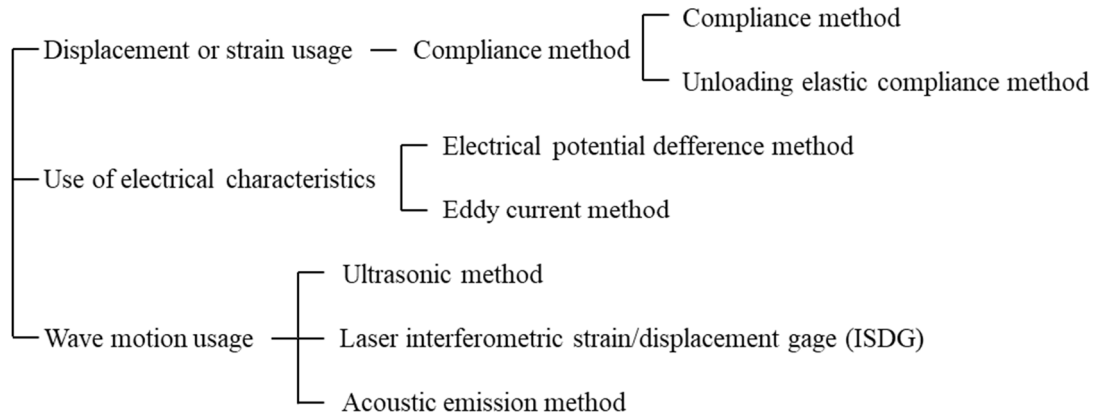 Displacement or strain usage
Compliance method
Compliance method
Unloading elastic compliance method
Use of electrical characteristics
Electrical potential defference method
Eddy current method
Wave motion usage
Ultrasonic method
Laser interferometric strain/displacement gage (ISDG)
Acoustic emission method